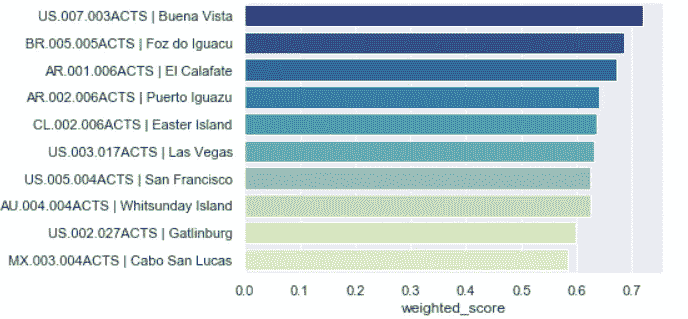 US.007.003ACTS | Buena Vista
BR.005.005ACTS | Foz do Iguacu
AR.001.006ACTS | El Calafate
AR.002.006ACTS | Puerto Iguazu
CL.002.006ACTS | Easter Island
US.003.017ACTS | Las Vegas
US.005.004ACTS | San Francisco
AU.004.004ACTS | Whitsunday Island
US.002.027ACTS | Gatlinburg
MX.003.004ACTS | Cabo San Lucas
0.0 0.1 0.2 0.3 0.4 0.5 0.6 0.7
weighted_score